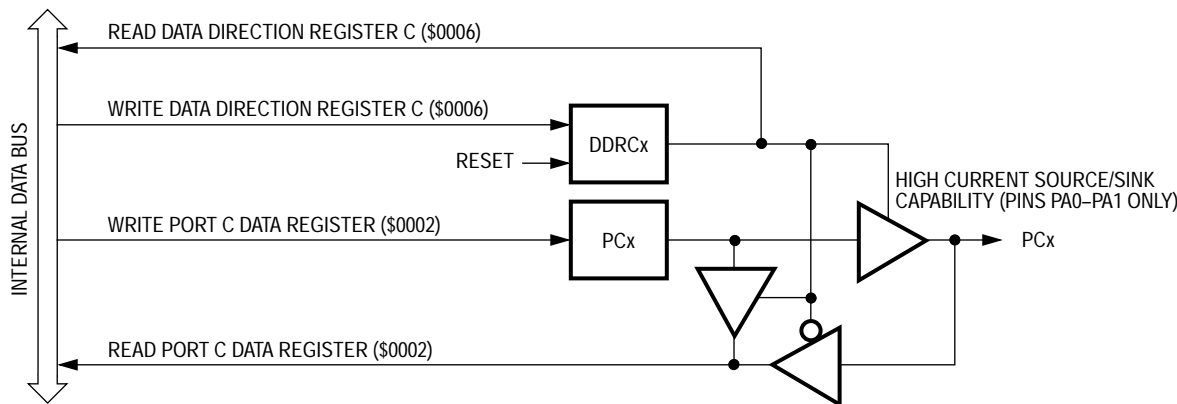 READ DATA DIRECTION REGISTER C ($0006)
WRITE DATA DIRECTION REGISTER C ($0006)
RESET
DDRCx
HIGH CURRENT SOURCE/SINK
CAPABILITY (PINS PA0–PA1 ONLY)
WRITE PORT C DATA REGISTER ($0002)
PCx
PCx
READ PORT C DATA REGISTER ($0002)
INTERNAL DATA BUS